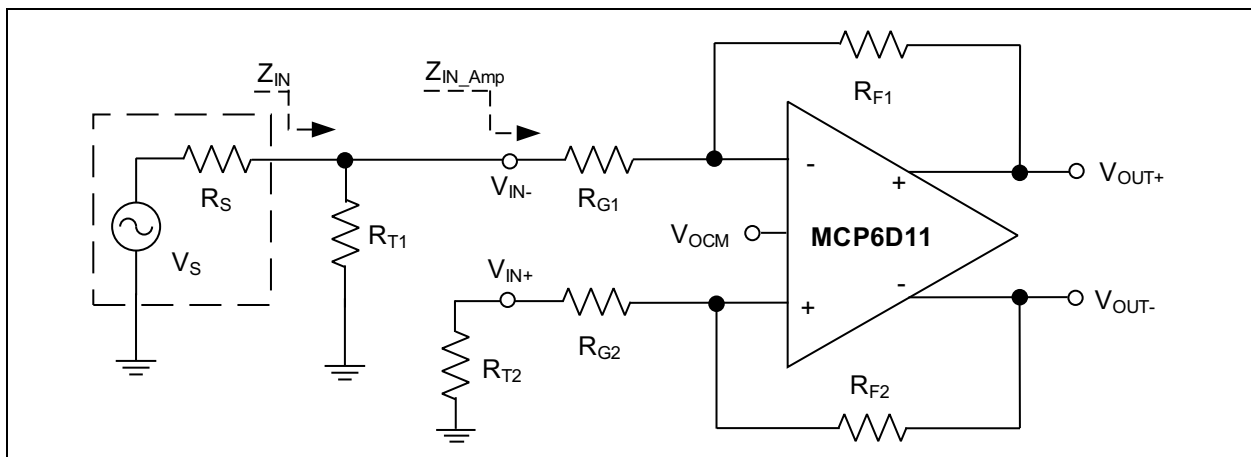 R_F1
Z_IN
Z_IN_Amp
-
+
V_OUT+
R_S
V_IN-
R_G1
R_T1
V_OCM
MCP6D11
V_S
V_IN+
-
V_OUT-
+
R_G2
R_T2
R_F2